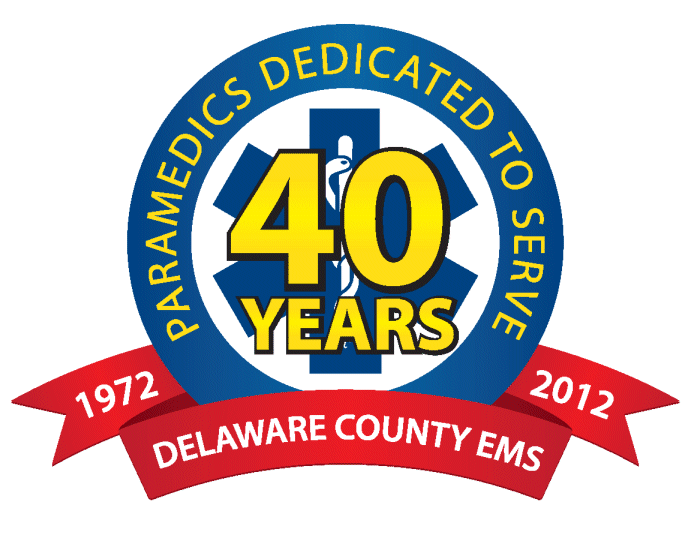 PARAMEDICS DEDICATED TO SERVE
40
YEARS
1972
2012
DELAWARE COUNTY EMS